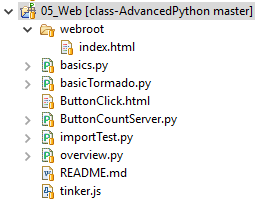 05_Web [class-AdvancedPython master]
webroot
index.html
basics.py
basicTornado.py
ButtonClick.html
ButtonCountServer.py
importTest.py
overview.py
README.md
tinker.js